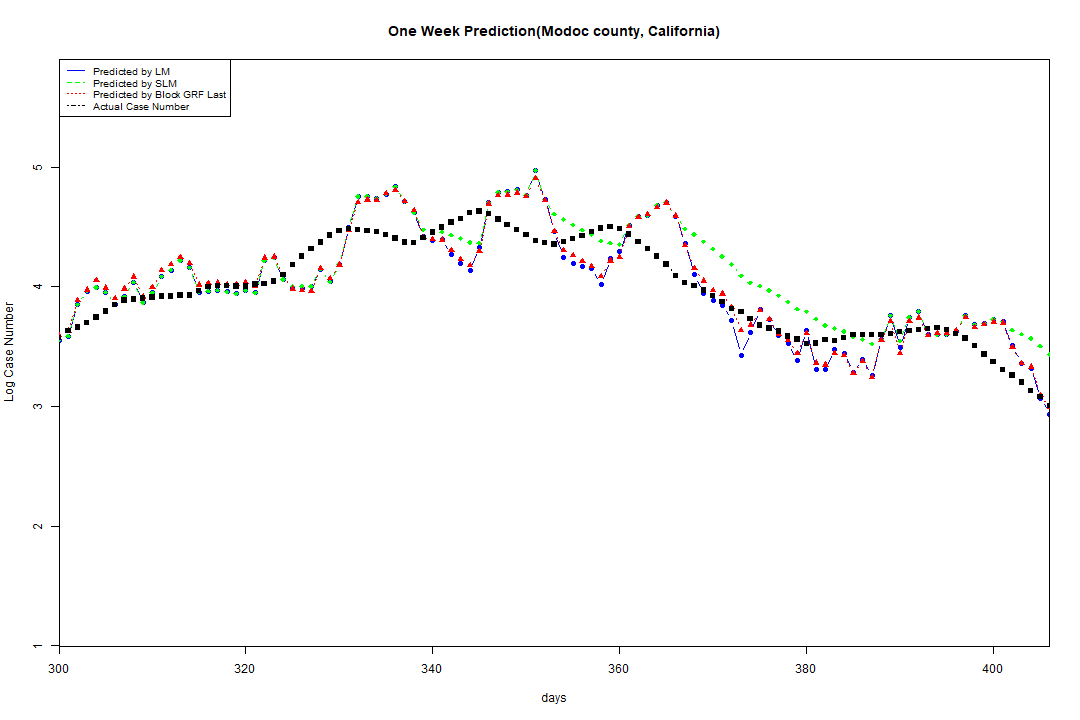 One Week Prediction(Modoc county, California)
Predicted by LM
Predicted by SLM
Predicted by Block GRF Last
Actual Case Number
5
4
3
2
1
Log Case Number
300 320 340 360 380 400
days